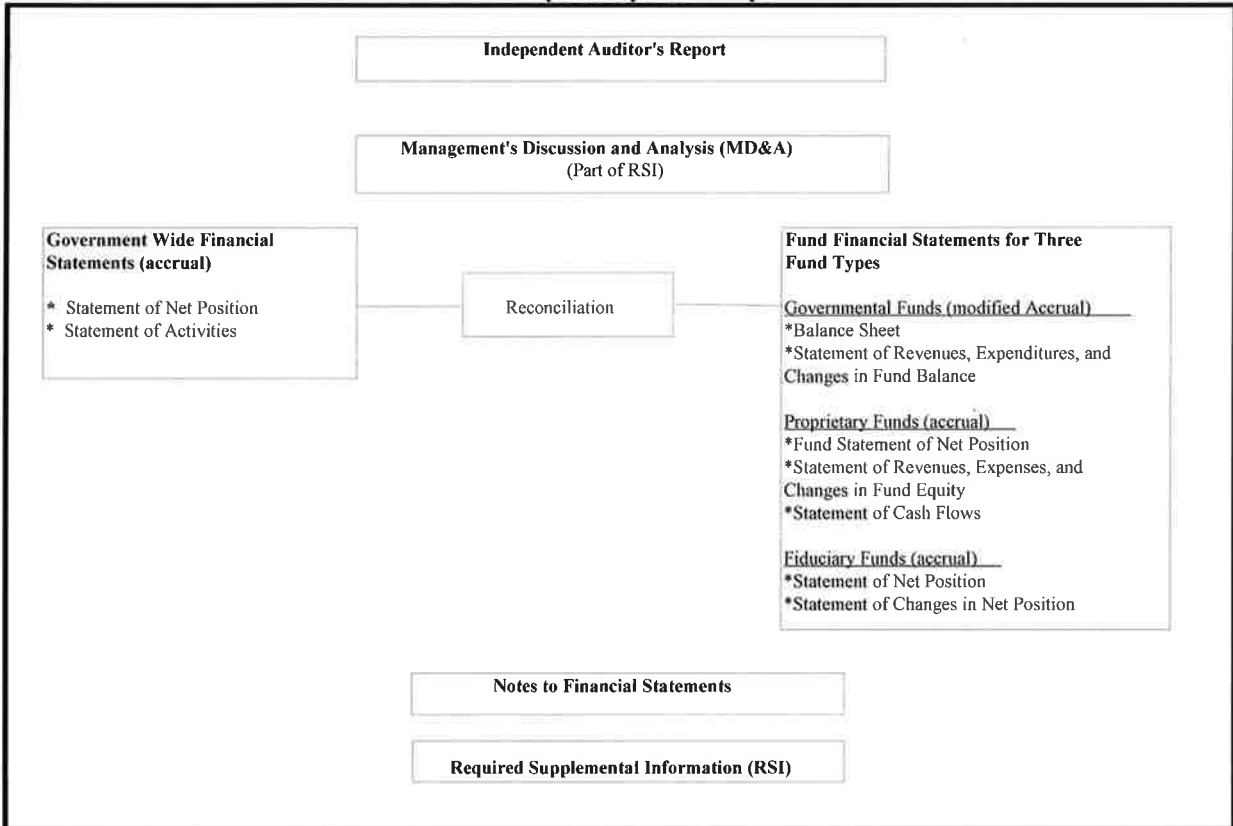 Independent Auditor's Report
Management's Discussion and Analysis (MD&A)
(Part of RSI)
Government Wide Financial
Statements (accrual)
* Statement of Net Position
* Statement of Activities
Reconciliation
Fund Financial Statements for Three
Fund Types
Governmental Funds (modified Accrual)
*Balance Sheet
*Statement of Revenues, Expenditures, and
Changes in Fund Balance
Proprietary Funds (accrual)
*Fund Statement of Net Position
*Statement of Revenues, Expenses, and
Changes in Fund Equity
*Statement of Cash Flows
Fiduciary Funds (accrual)
*Statement of Net Position
*Statement of Changes in Net Position
Notes to Financial Statements
Required Supplemental Information (RSI)